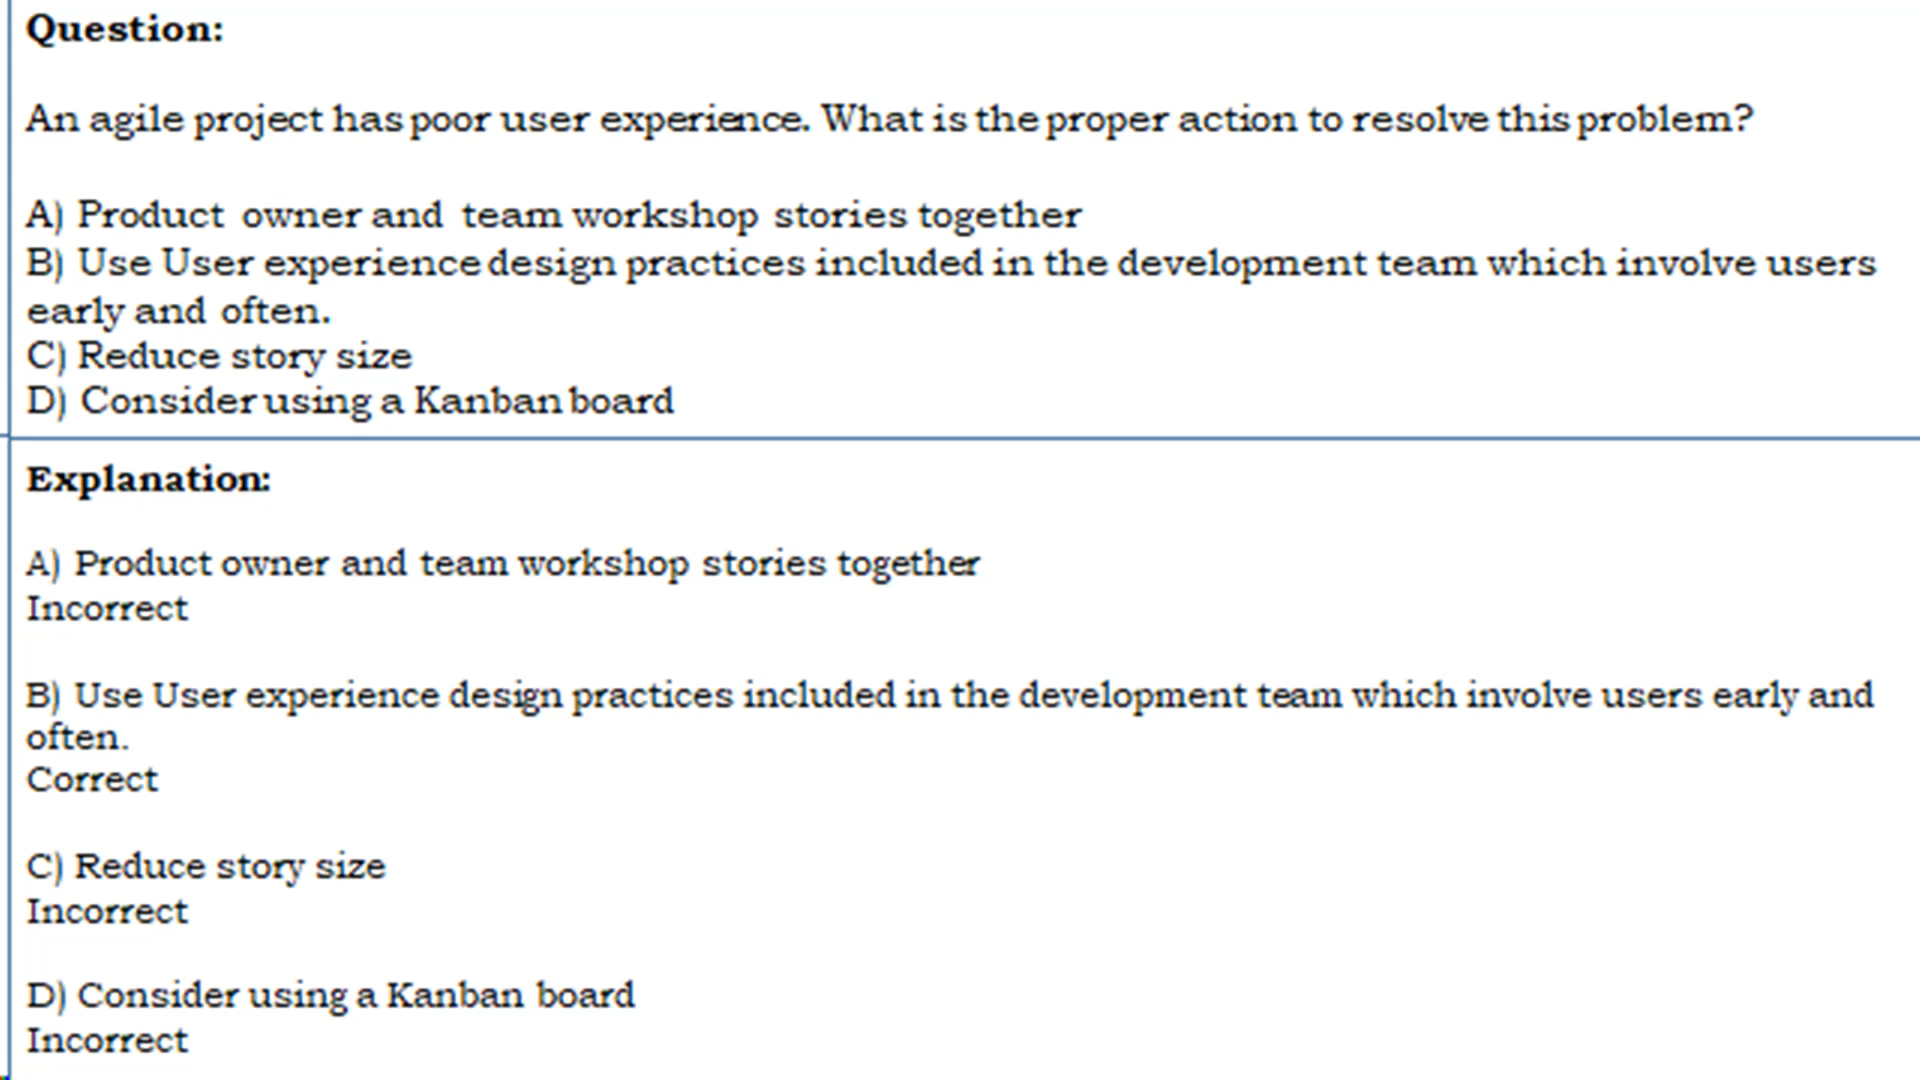 Question:
An agile project has poor user experience. What is the proper action to resolve this problem?
A) Product owner and team workshop stories together
B) Use User experience design practices included in the development team which involve users
early and often.
C) Reduce story size
D) Consider using a Kanban board
Explanation:
A) Product owner and team workshop stories together
Incorrect
B) Use User experience design practices included in the development team which involve users early and
often.
Correct
C) Reduce story size
Incorrect
D) Consider using a Kanban board
Incorrect